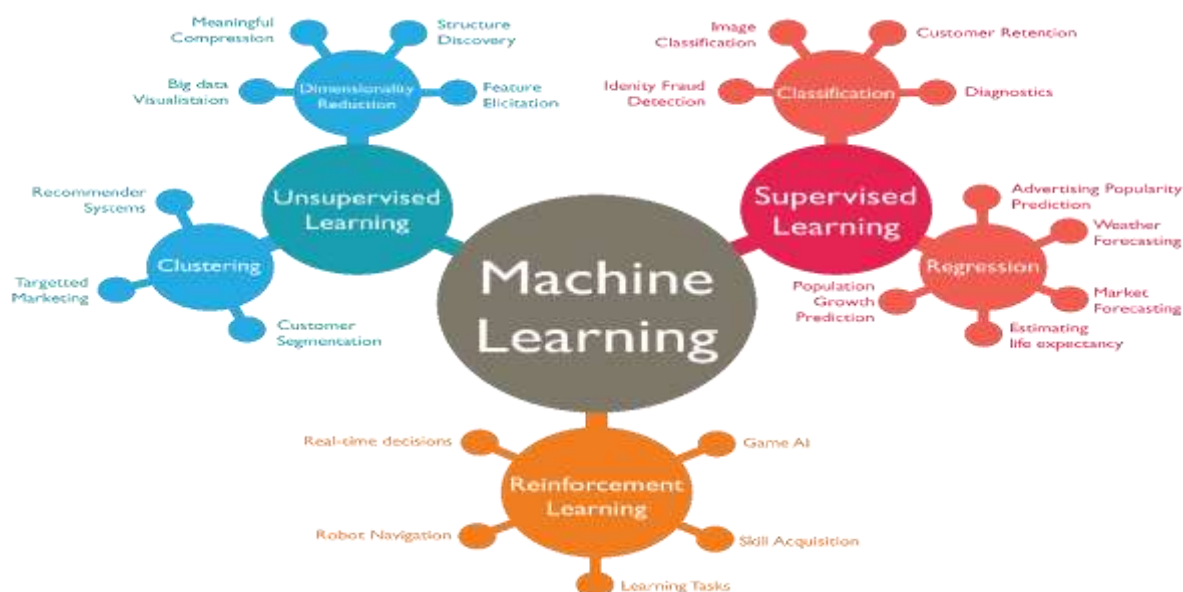 Meaningful
Compression
Structure
Discovery
Big data
Visualistaion
Dimensionality
Reduction
Feature
Elicitation
Unsupervised
Learning
Recommender
Systems
Clustering
Targetted
Marketing
Customer
Segmentation
Machine
Learning
Image
Classification
Customer Retention
Idenity Fraud
Detection
Classification
Diagnostics
Supervised
Learning
Advertising Popularity
Prediction
Weather
Forecasting
Regression
Population
Growth
Prediction
Market
Forecasting
Estimating
life expectancy
Real-time decisions
Game AI
Reinforcement
Learning
Robot Navigation
Skill Acquisition
Learning Tasks